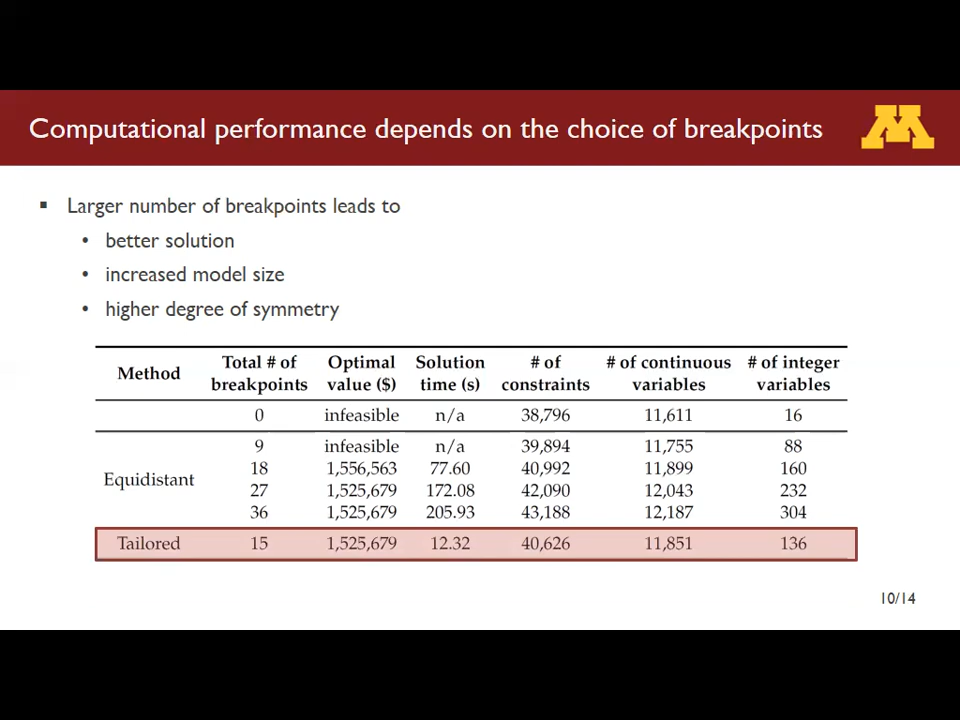 Computational performance depends on the choice of breakpoints
M
▪ Larger number of breakpoints leads to
• better solution
• increased model size
• higher degree of symmetry
Method Total # of breakpoints Optimal value ($) Solution time (s) # of constraints # of continuous variables # of integer variables
0 infeasible n/a 38,796 11,611 16
Equidistant
9 infeasible n/a 39,894 11,755 88
18 1,556,563 77.60 40,992 11,899 160
27 1,525,679 172.08 42,090 12,043 232
36 1,525,679 205.93 43,188 12,187 304
Tailored 15 1,525,679 12.32 40,626 11,851 136
10/14